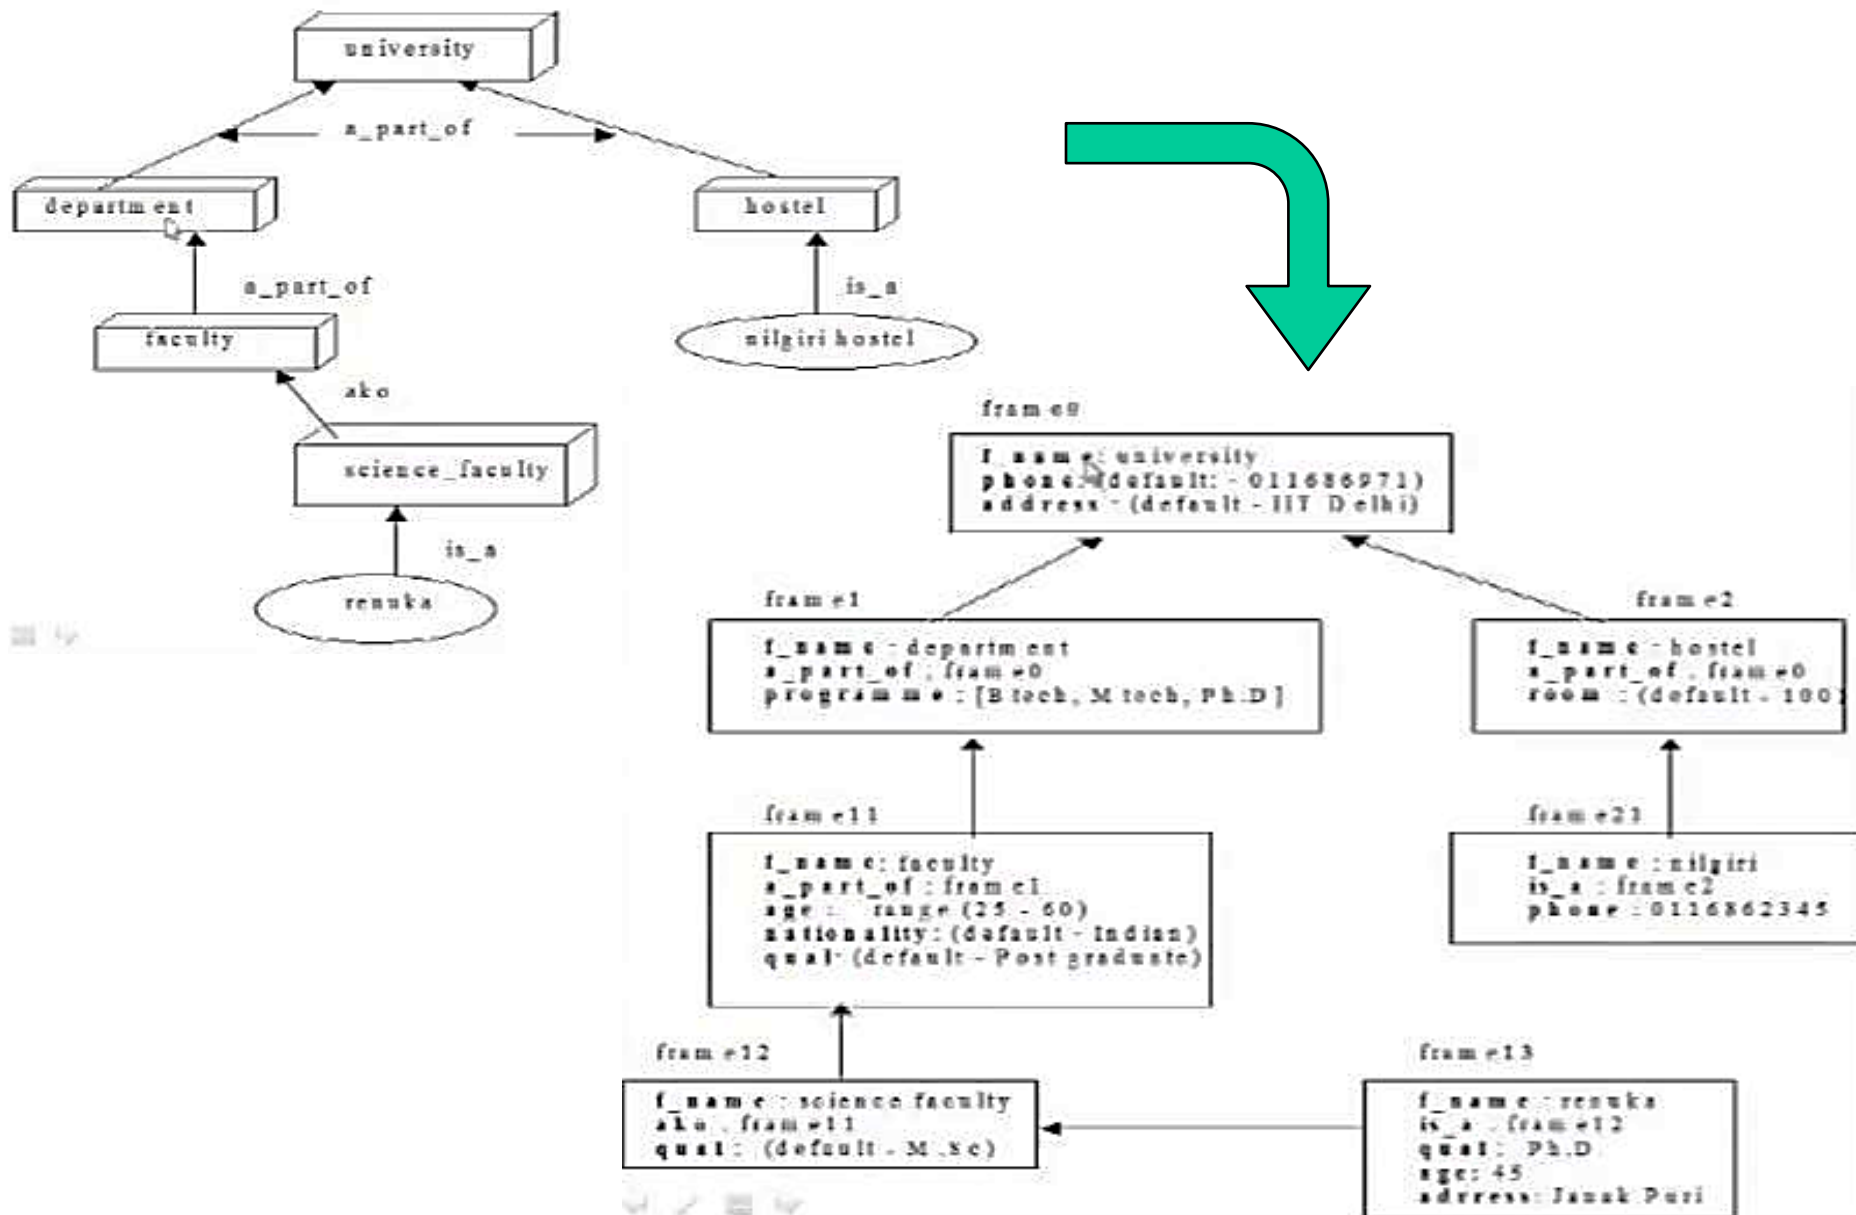 university
a_part_of
department
hostel
a_part_of
is_a
faculty
nilgiri hostel
ako
science_faculty
is_a
renuka
frame0
f_name: university
phone: (default: - 011686971)
address : (default - IIT Delhi)
frame1
f_name : department
a_part_of : frame0
programme : [Btech, Mtech, Ph.D]
frame2
f_name : hostel
a_part_of : frame0
room : (default - 100)
frame11
f_name: faculty
a_part_of : frame1
age : range (25 - 60)
nationality: (default - Indian)
qual: (default - Post graduate)
frame21
f_name : nilgiri
is_a : frame2
phone : 0116862345
frame12
f_name : science faculty
ako : frame11
qual : (default - M.Sc)
frame13
f_name : renuka
is_a : frame12
qual : Ph.D
age: 45
adrress: Janak Puri